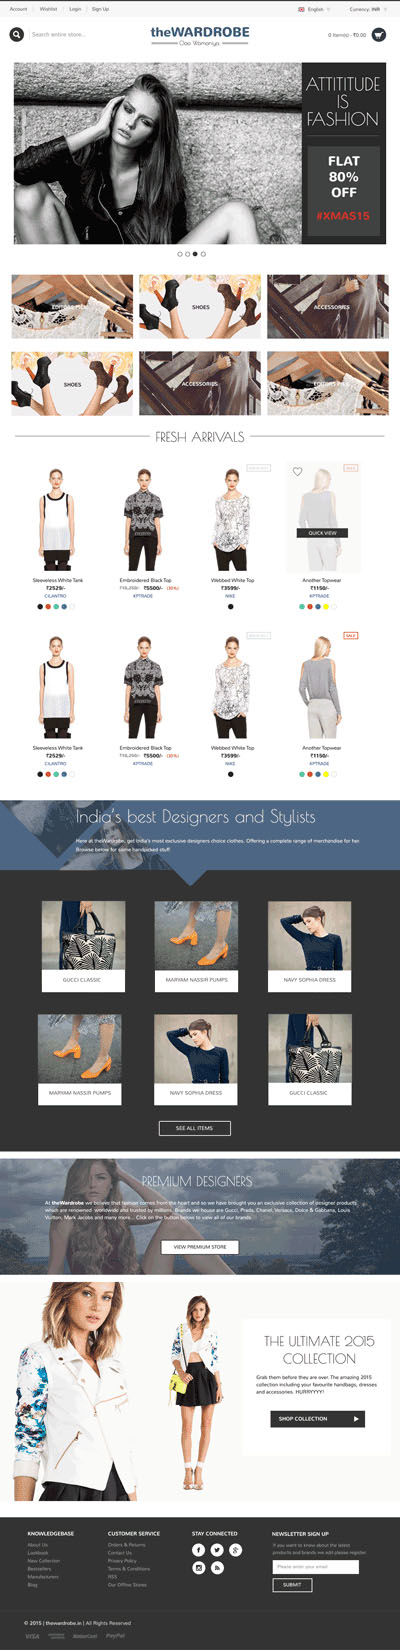 Account | Wishlist | Login | Sign Up
English
Currency: INR
Search entire store...
theWARDROBE
Ooo Womaniya
0 Item(s) - ₹0.00
ATTITITUDE
IS
FASHION
FLAT
80%
OFF
#XMAS15
EDITORS PICK
SHOES
ACCESSORIES
SHOES
ACCESSORIES
EDITORS PICK
FRESH ARRIVALS
SOLD OUT
SALE
QUICK VIEW
Sleeveless White Tank
₹2529/-
CILANTRO
Embroidered Black Top
₹5500/- (30%)
KPTRADE
Webbed White Top
₹3599/-
NIKE
Another Topwear
₹1150/-
KPTRADE
SOLD OUT
SALE
Sleeveless White Tank
₹2529/-
CILANTRO
Embroidered Black Top
₹5500/- (30%)
KPTRADE
Webbed White Top
₹3599/-
NIKE
Another Topwear
₹1150/-
KPTRADE
India's best Designers and Stylists
Here at theWardrobe, get India's most exclusive designers choice clothes. Offering a complete range of merchandise for her.
Browse below for some handpicked stuff.
GUCCI CLASSIC
MARYAM NASSIR PUMPS
NAVY SOPHIA DRESS
MARYAM NASSIR PUMPS
NAVY SOPHIA DRESS
GUCCI CLASSIC
SEE ALL ITEMS
PREMIUM DESIGNERS
At theWardrobe we believe that fashion comes from the heart and so we have brought you an exclusive collection of designer products
which are renowned worldwide and trusted by millions. Brands we house are Gucci, Prada, Chanel, Versace, Dolce & Gabbana, Louis
Vuitton, Mark Jacobs and many more... Click on the button below to view all of our brands.
VIEW PREMIUM STORE
THE ULTIMATE 2015
COLLECTION
Grab them before they are over. The amazing 2015
collection including your favourite handbags, dresses
and accessories. HURRYYYY!
SHOP COLLECTION
KNOWLEDGEBASE
About Us
Lookbook
New Collection
Bestsellers
Manufacturers
Blog
CUSTOMER SERVICE
Orders & Returns
Contact Us
Privacy Policy
Terms & Conditions
RSS
Our Offline Stores
STAY CONNECTED
NEWSLETTER SIGN UP
If you want to know about the latest
products and brands we add please register.
Please enter your email
SUBMIT
© 2015 | thewardrobe.in | All Rights Reserved
VISA
MasterCard
PayPal